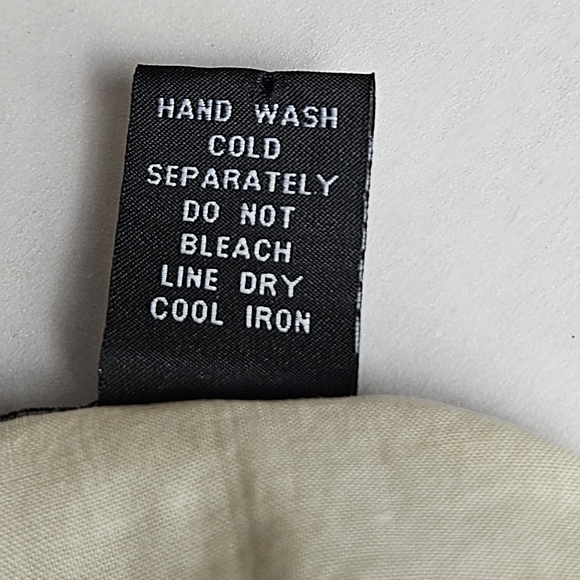 HAND WASH
COLD
SEPARATELY
DO NOT
BLEACH
LINE DRY
COOL IRON